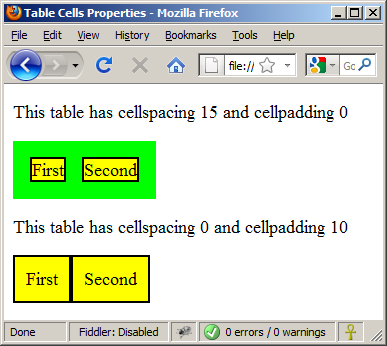 Table Cells Properties - Mozilla Firefox
File Edit View History Bookmarks Tools Help
file:/ Go
This table has cellspacing 15 and cellpadding 0
First Second
This table has cellspacing 0 and cellpadding 10
First Second
Done Fiddler: Disabled 0 errors / 0 warnings